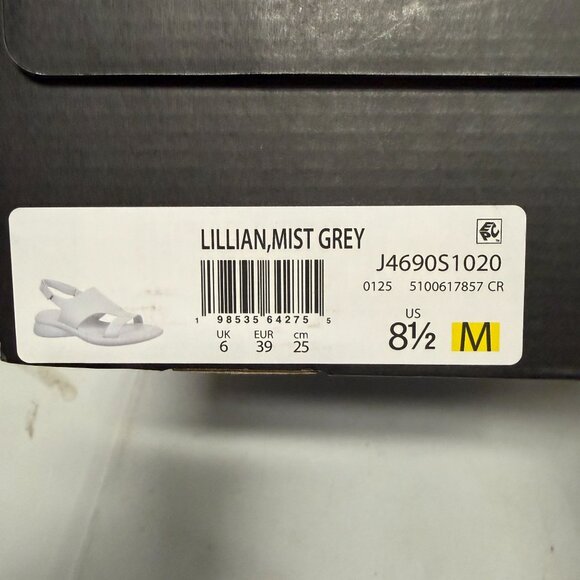 LILLIAN,MIST GREY
J4690S1020
0125 5100617857 CR
1 98535 64275 5
UK EUR cm
6 39 25
US
8½ M